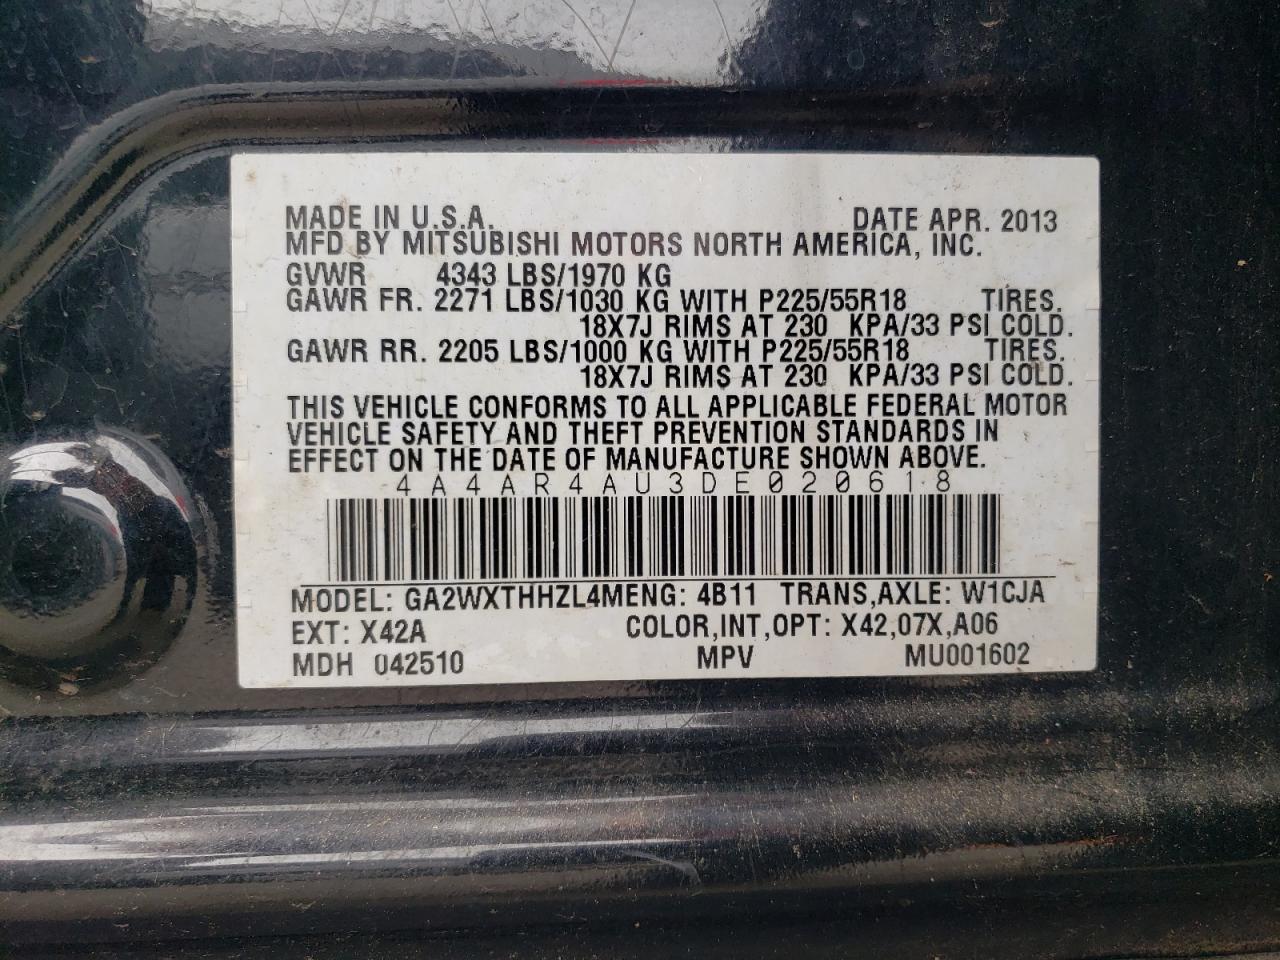 MADE IN U.S.A. DATE APR. 2013
MFD BY MITSUBISHI MOTORS NORTH AMERICA, INC.
GVWR 4343 LBS/1970 KG
GAWR FR. 2271 LBS/1030 KG WITH P225/55R18 TIRES.
18X7J RIMS AT 230 KPA/33 PSI COLD.
GAWR RR. 2205 LBS/1000 KG WITH P225/55R18 TIRES.
18X7J RIMS AT 230 KPA/33 PSI COLD.
THIS VEHICLE CONFORMS TO ALL APPLICABLE FEDERAL MOTOR
VEHICLE SAFETY AND THEFT PREVENTION STANDARDS IN
EFFECT ON THE DATE OF MANUFACTURE SHOWN ABOVE.
4A4AR4AU3DE020618
MODEL: GA2WXTHHZL4MENG: 4B11 TRANS,AXLE: W1CJA
EXT: X42A COLOR,INT,OPT: X42,07X,A06
MDH 042510 MPV MU001602